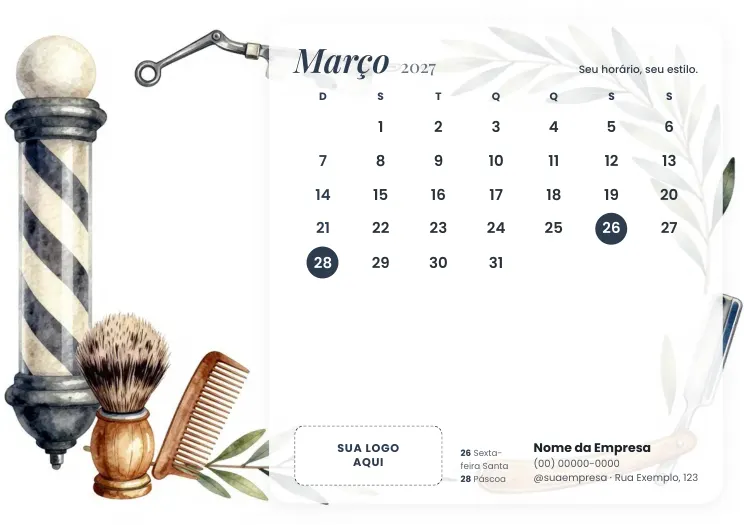 Março 2027
Seu horário, seu estilo.
D S T Q Q S S
1 2 3 4 5 6
7 8 9 10 11 12 13
14 15 16 17 18 19 20
21 22 23 24 25 26 27
28 29 30 31
SUA LOGO
AQUI
26 Sexta-
feira Santa
28 Páscoa
Nome da Empresa
(00) 00000-0000
@suaempresa · Rua Exemplo, 123